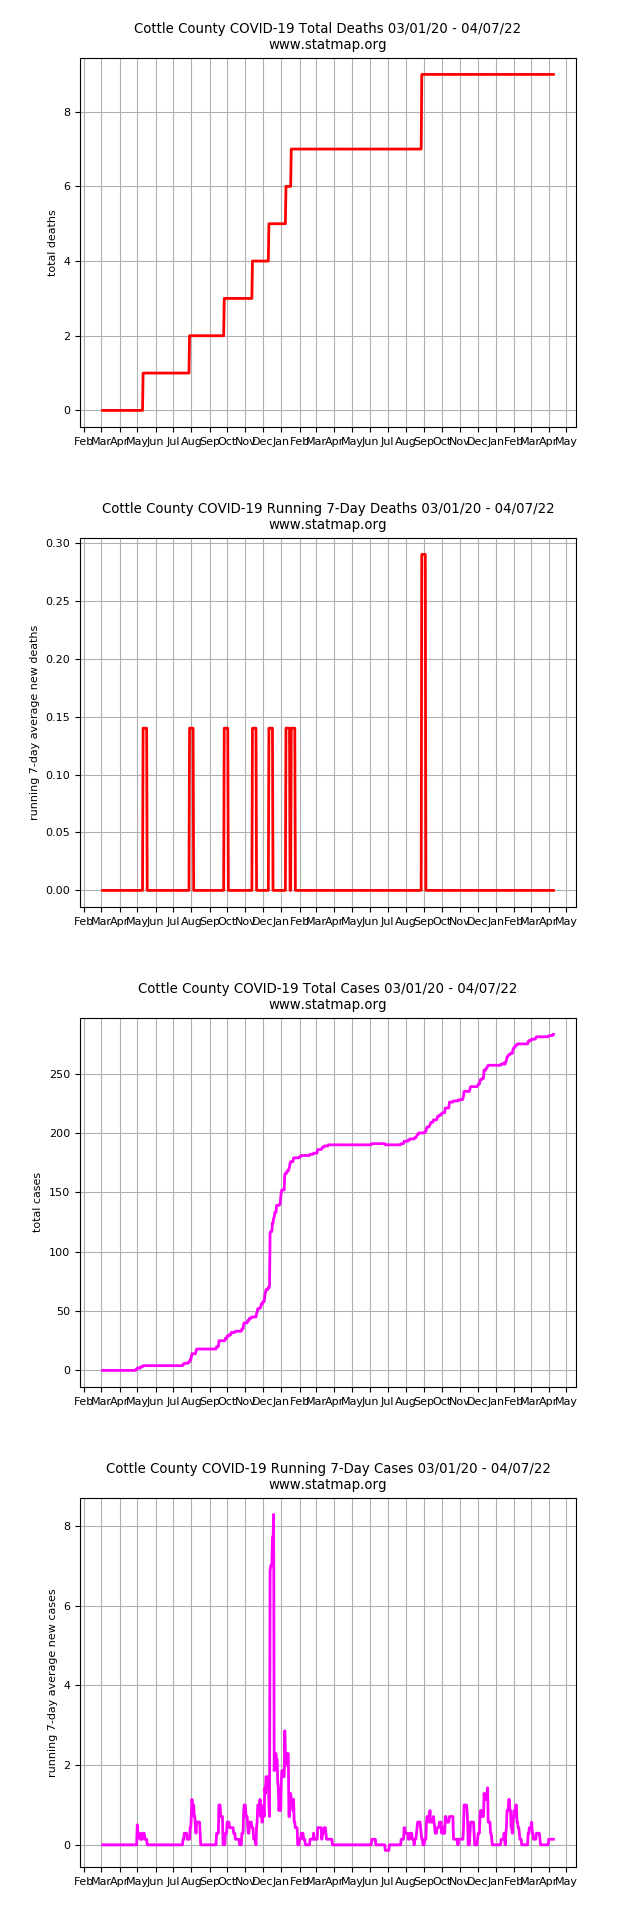 Cottle County COVID-19 Total Deaths 03/01/20 - 04/07/22
www.statmap.org
8
6
4
2
0
total deaths
Feb Mar Apr May Jun Jul Aug Sep Oct Nov Dec Jan Feb Mar Apr May Jun Jul Aug Sep Oct Nov Dec Jan Feb Mar Apr May
Cottle County COVID-19 Running 7-Day Deaths 03/01/20 - 04/07/22
www.statmap.org
0.30
0.25
0.20
0.15
0.10
0.05
0.00
running 7-day average new deaths
Feb Mar Apr May Jun Jul Aug Sep Oct Nov Dec Jan Feb Mar Apr May Jun Jul Aug Sep Oct Nov Dec Jan Feb Mar Apr May
Cottle County COVID-19 Total Cases 03/01/20 - 04/07/22
www.statmap.org
250
200
150
100
50
0
total cases
Feb Mar Apr May Jun Jul Aug Sep Oct Nov Dec Jan Feb Mar Apr May Jun Jul Aug Sep Oct Nov Dec Jan Feb Mar Apr May
Cottle County COVID-19 Running 7-Day Cases 03/01/20 - 04/07/22
www.statmap.org
8
6
4
2
0
running 7-day average new cases
Feb Mar Apr May Jun Jul Aug Sep Oct Nov Dec Jan Feb Mar Apr May Jun Jul Aug Sep Oct Nov Dec Jan Feb Mar Apr May